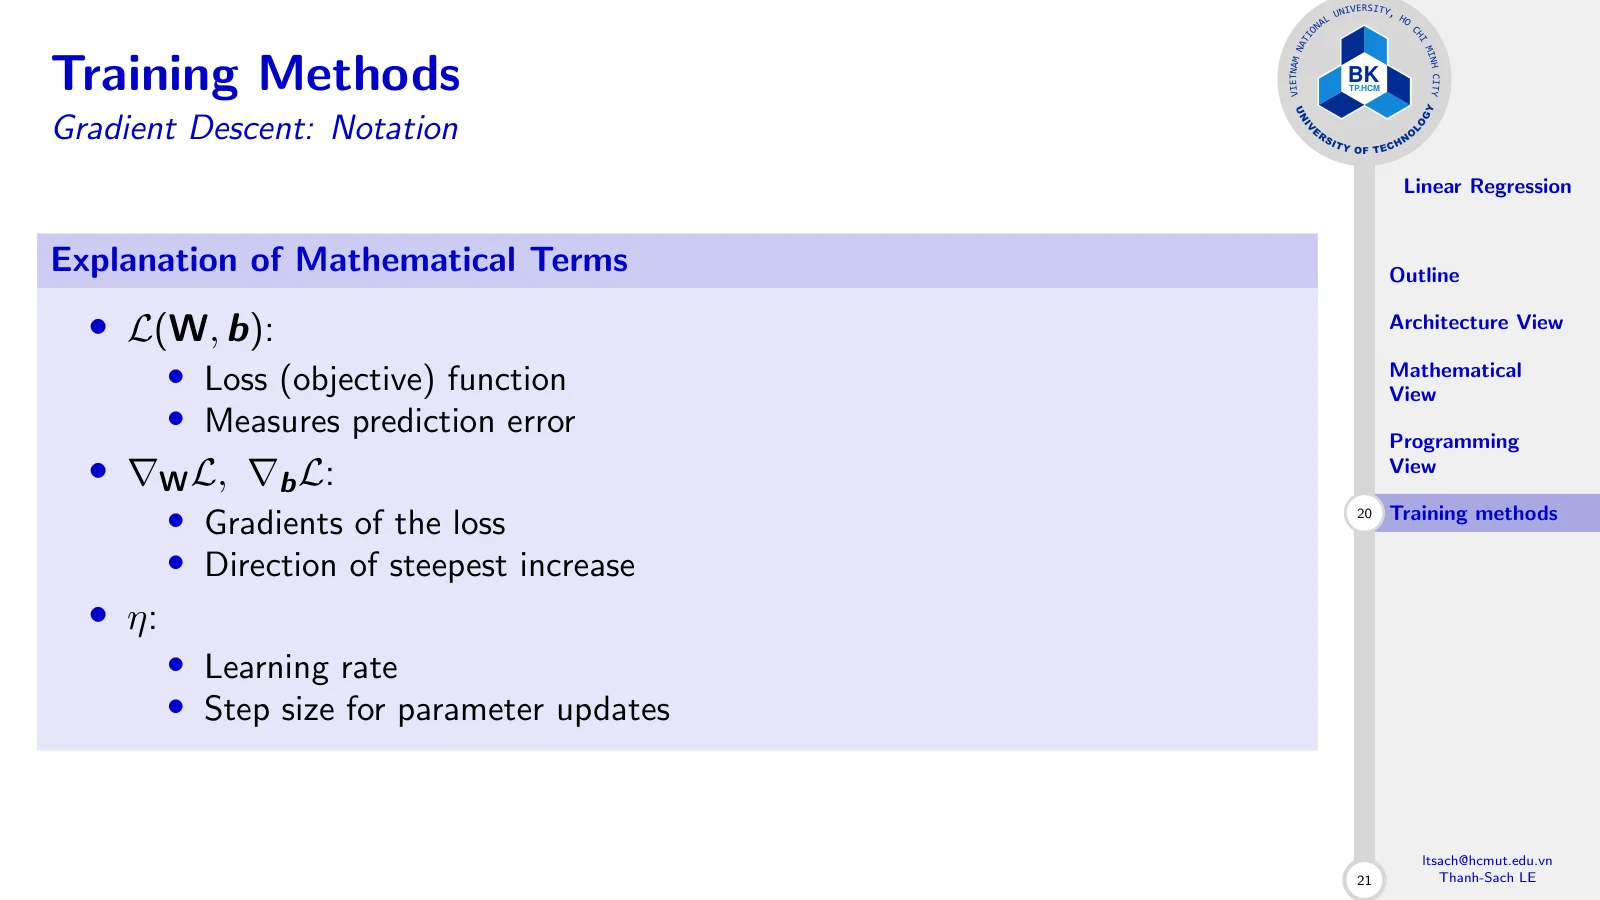 Training Methods
Gradient Descent: Notation
Explanation of Mathematical Terms
• ℒ(W, b):
• Loss (objective) function
• Measures prediction error
• ∇_Wℒ, ∇_bℒ:
• Gradients of the loss
• Direction of steepest increase
• η:
• Learning rate
• Step size for parameter updates
VIETNAM NATIONAL UNIVERSITY, HO CHI MINH CITY
BK
TP.HCM
UNIVERSITY OF TECHNOLOGY
Linear Regression
Outline
Architecture View
Mathematical
View
Programming
View
20 Training methods
ltsach@hcmut.edu.vn
Thanh-Sach LE
21